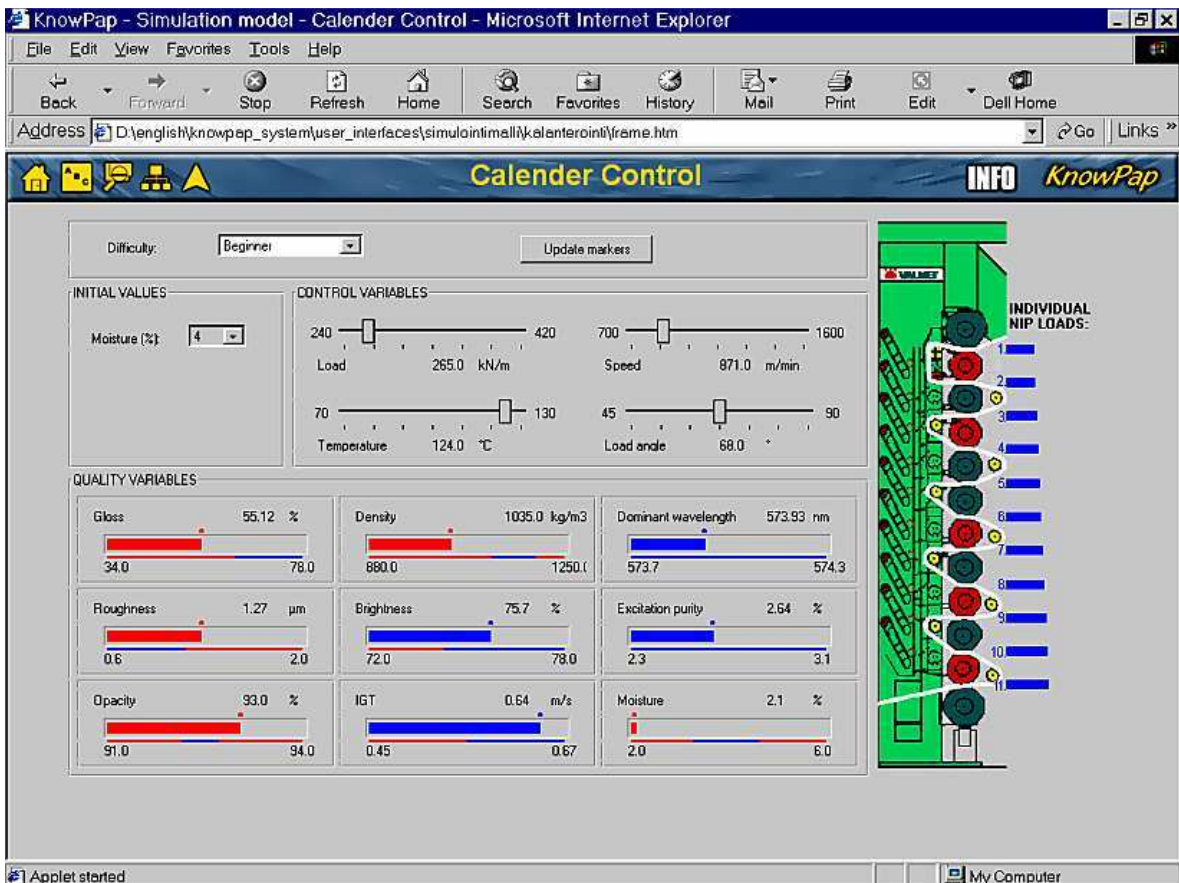 KnowPap - Simulation model - Calender Control - Microsoft Internet Explorer
File Edit View Favorites Tools Help
Back Forward Stop Refresh Home Search Favorites History Mail Print Edit Dell Home
Address D:\english\knowpap_system\user_interfaces\simulointimalli\kalanterointi\frame.htm Go Links »
Calender Control INFO KnowPap
Difficulty: Beginner Update markers
VALMET
INITIAL VALUES
Moisture (%): 4
CONTROL VARIABLES
240 420 700 1600
Load 265.0 kN/m Speed 871.0 m/min
70 130 45 90
Temperature 124.0 °C Load angle 68.0 °
INDIVIDUAL
NIP LOADS:
1.
2.
3.
4.
5.
6.
7.
8.
9.
10.
11.
QUALITY VARIABLES
Gloss 55.12 % Density 1035.0 kg/m3 Dominant wavelength 573.93 nm
34.0 78.0 880.0 1250.( 573.7 574.3
Roughness 1.27 µm Brightness 75.7 % Excitation purity 2.64 %
0.6 2.0 72.0 78.0 2.3 3.1
Opacity 93.0 % IGT 0.64 m/s Moisture 2.1 %
91.0 94.0 0.45 0.67 2.0 6.0
Applet started My Computer